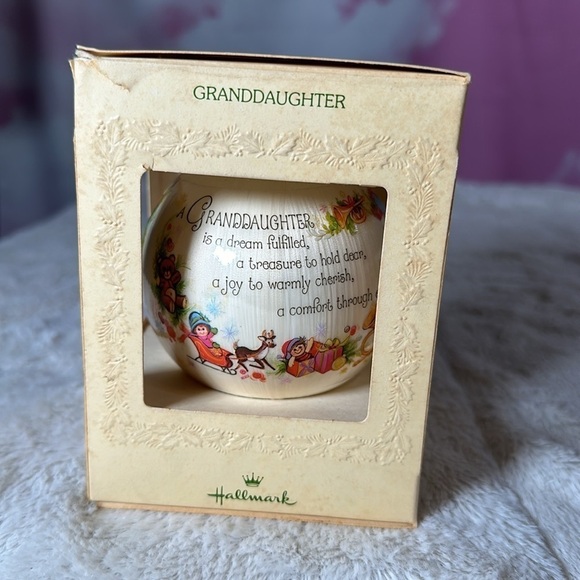 GRANDDAUGHTER
A GRANDDAUGHTER
is a dream fulfilled,
a treasure to hold dear,
a joy to warmly cherish,
a comfort through
Hallmark